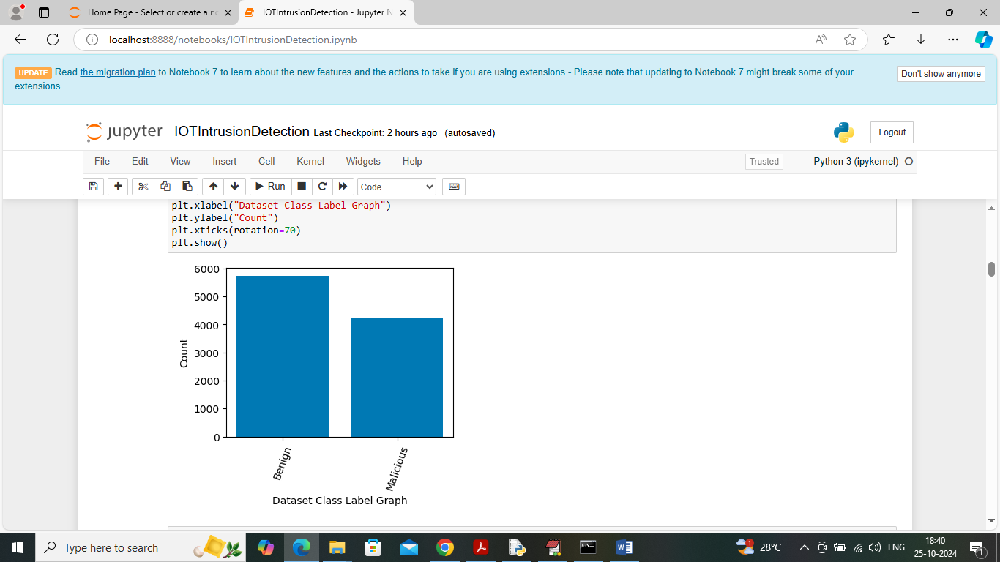 Home Page - Select or create a n
IOTIntrusionDetection - Jupyter N
localhost:8888/notebooks/IOTIntrusionDetection.ipynb
UPDATE Read the migration plan to Notebook 7 to learn about the new features and the actions to take if you are using extensions - Please note that updating to Notebook 7 might break some of your
extensions.
Don't show anymore
jupyter IOTIntrusionDetection Last Checkpoint: 2 hours ago (autosaved)
Logout
File Edit View Insert Cell Kernel Widgets Help
Trusted
Python 3 (ipykernel)
Run
Code
plt.xlabel("Dataset Class Label Graph")
plt.ylabel("Count")
plt.xticks(rotation=70)
plt.show()
6000
5000
4000
3000
2000
1000
0
Count
Benign
Malicious
Dataset Class Label Graph
Type here to search
1
28°C
ENG
18:40
25-10-2024
1